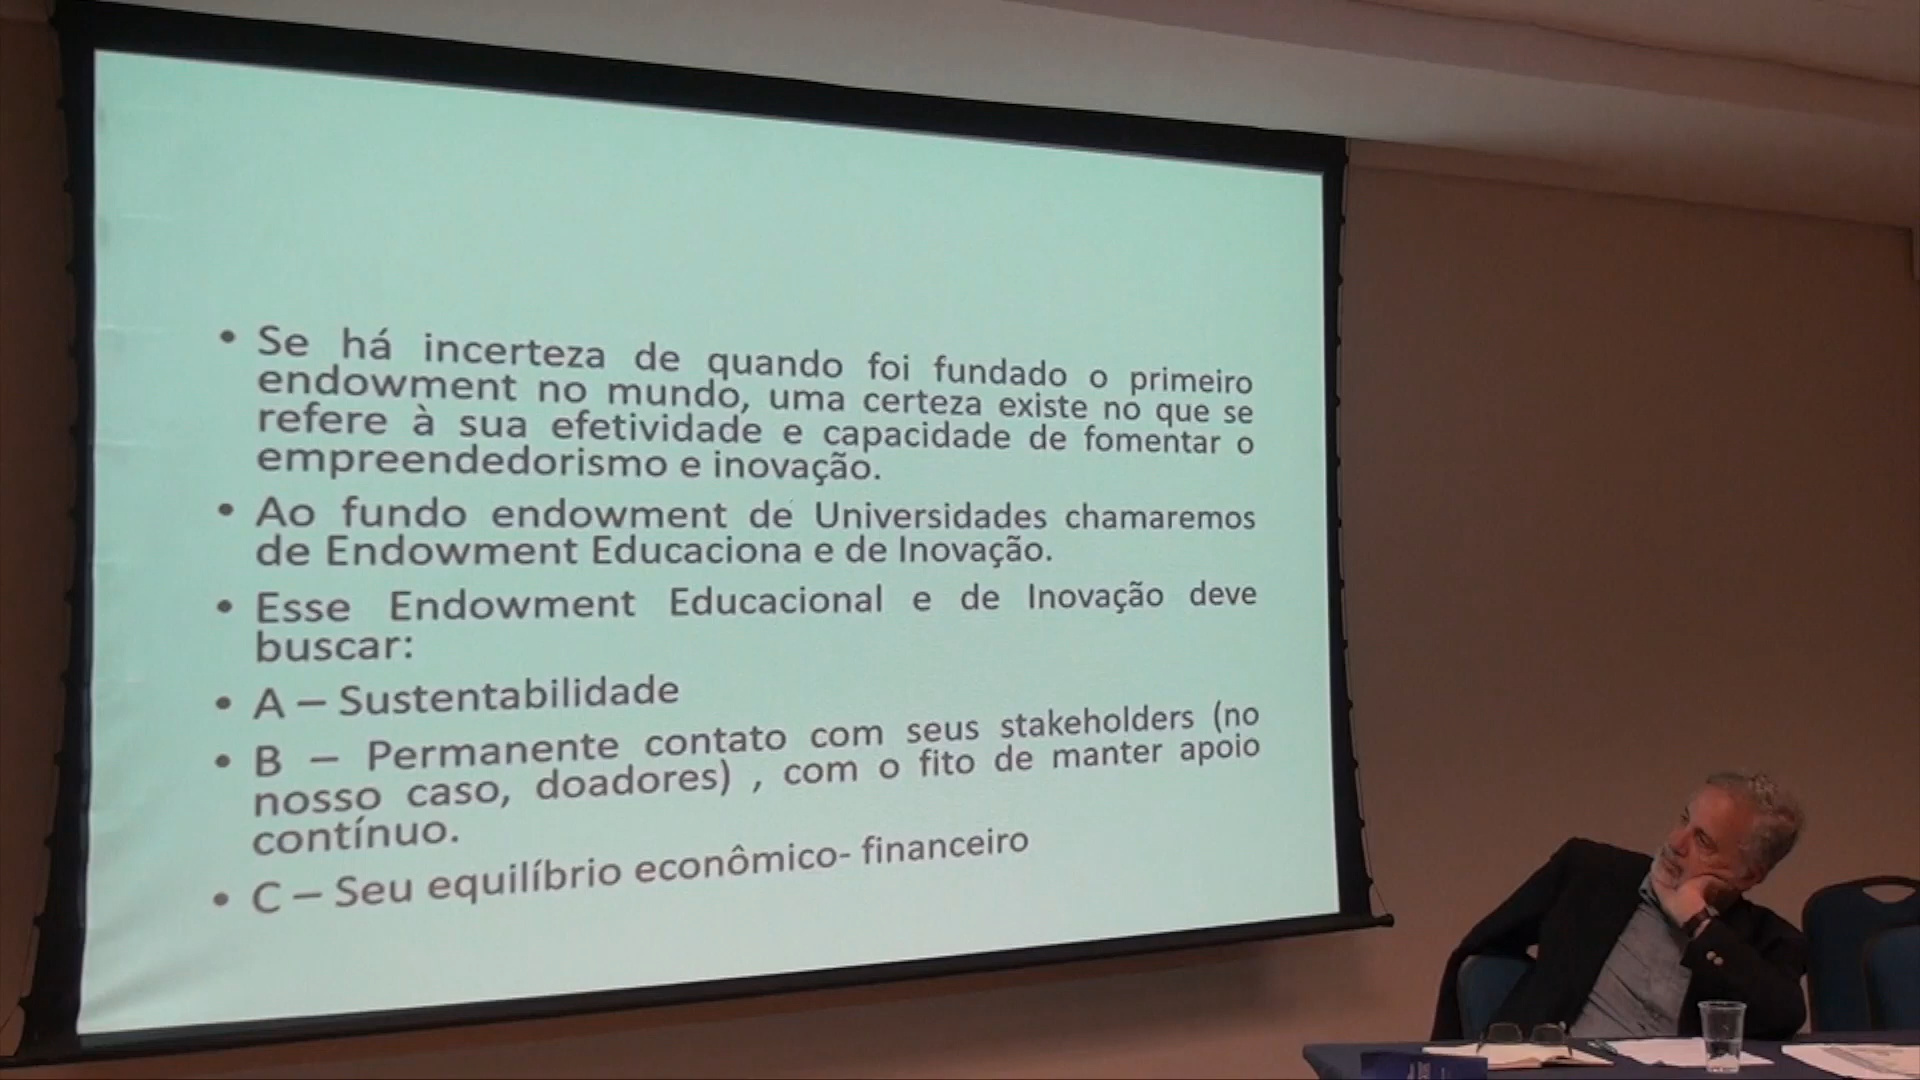 • Se há incerteza de quando foi fundado o primeiro
endowment no mundo, uma certeza existe no que se
refere à sua efetividade e capacidade de fomentar o
empreendedorismo e inovação.
• Ao fundo endowment de Universidades chamaremos
de Endowment Educaciona e de Inovação.
• Esse Endowment Educacional e de Inovação deve
buscar:
• A – Sustentabilidade
• B – Permanente contato com seus stakeholders (no
nosso caso, doadores) , com o fito de manter apoio
contínuo.
• C – Seu equilíbrio econômico- financeiro